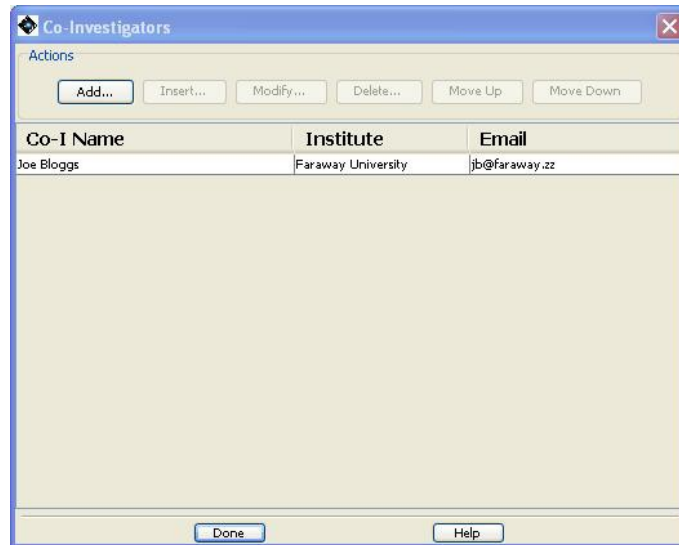 Co-Investigators
Actions
Add... Insert... Modify... Delete... Move Up Move Down
Co-I Name Institute Email
Joe Bloggs Faraway University jb@faraway.zz
Done Help